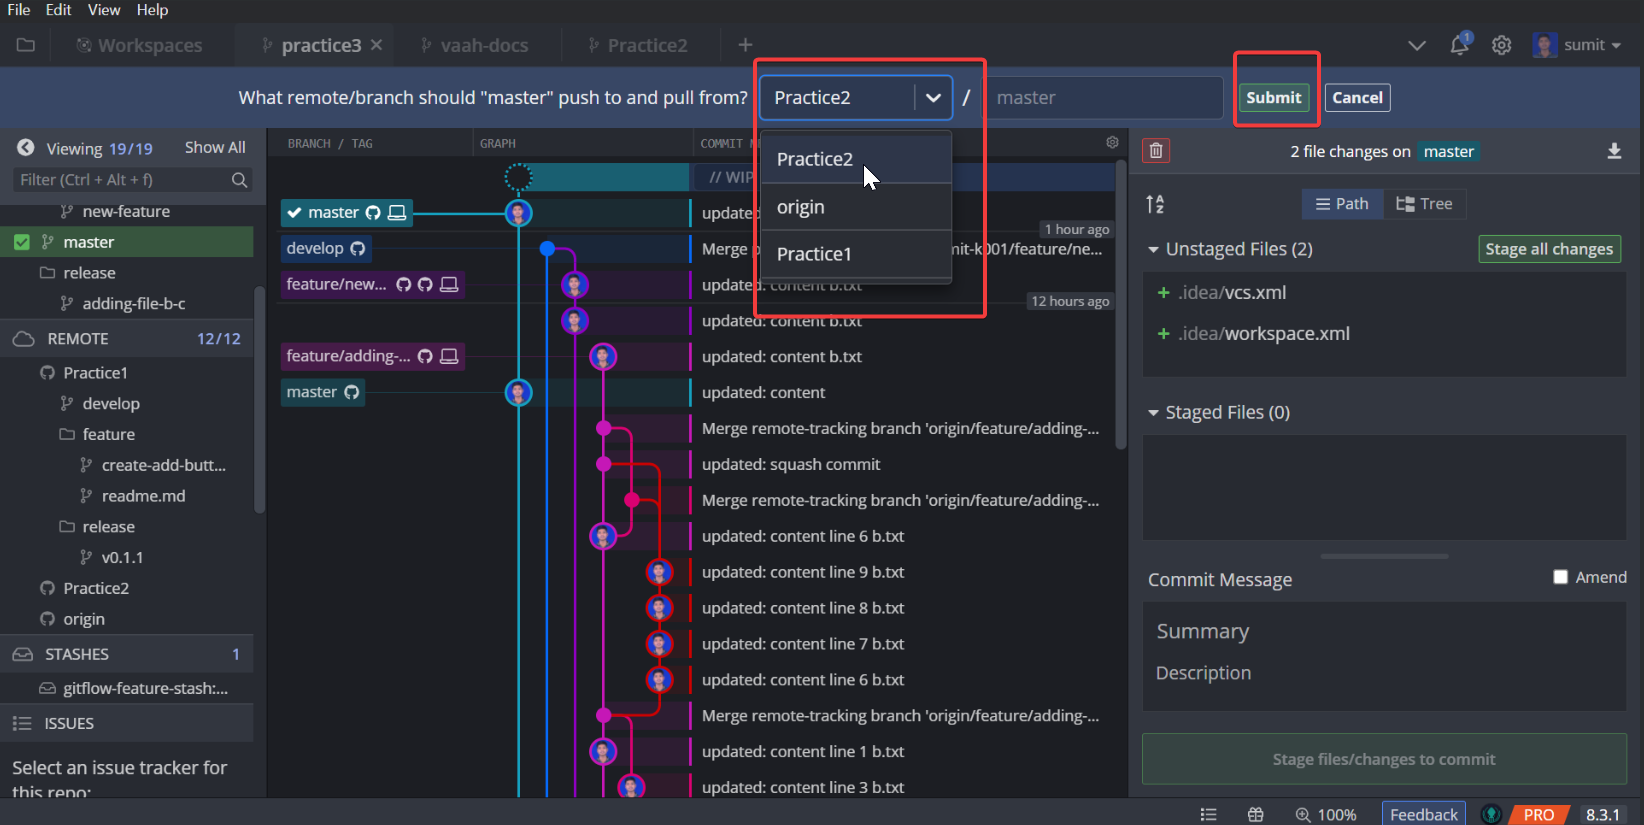 File Edit View Help
Workspaces practice3 vaah-docs Practice2 1 sumit
What remote/branch should "master" push to and pull from? Practice2 / master Submit Cancel
Viewing 19/19 Show All
Filter (Ctrl + Alt + f)
new-feature
master
release
adding-file-b-c
REMOTE 12/12
Practice1
develop
feature
create-add-butt...
readme.md
release
v0.1.1
Practice2
origin
STASHES 1
gitflow-feature-stash:...
ISSUES
Select an issue tracker for
this repo:
BRANCH / TAG GRAPH COMMIT
Practice2
origin
Practice1
// WIP
master updated
1 hour ago
develop Merge mit-k001/feature/ne...
feature/new... updated: content b.txt
12 hours ago
updated: content b.txt
feature/adding-... updated: content b.txt
master updated: content
Merge remote-tracking branch 'origin/feature/adding-...
updated: squash commit
Merge remote-tracking branch 'origin/feature/adding-...
updated: content line 6 b.txt
updated: content line 9 b.txt
updated: content line 8 b.txt
updated: content line 7 b.txt
updated: content line 6 b.txt
Merge remote-tracking branch 'origin/feature/adding-...
updated: content line 1 b.txt
updated: content line 3 b.txt
2 file changes on master
Path Tree
Unstaged Files (2) Stage all changes
.idea/vcs.xml
.idea/workspace.xml
Staged Files (0)
Commit Message Amend
Summary
Description
Stage files/changes to commit
100% Feedback PRO 8.3.1